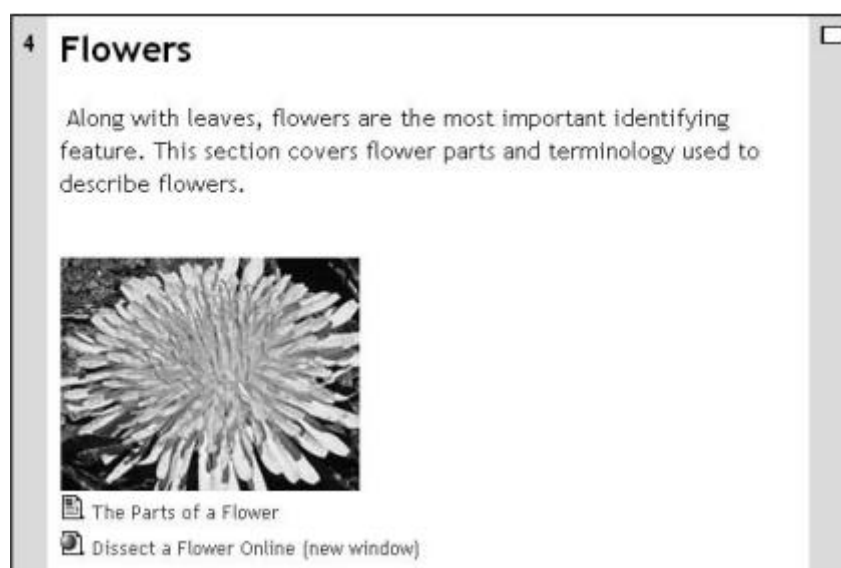 4
Flowers
Along with leaves, flowers are the most important identifying
feature. This section covers flower parts and terminology used to
describe flowers.
The Parts of a Flower
Dissect a Flower Online (new window)